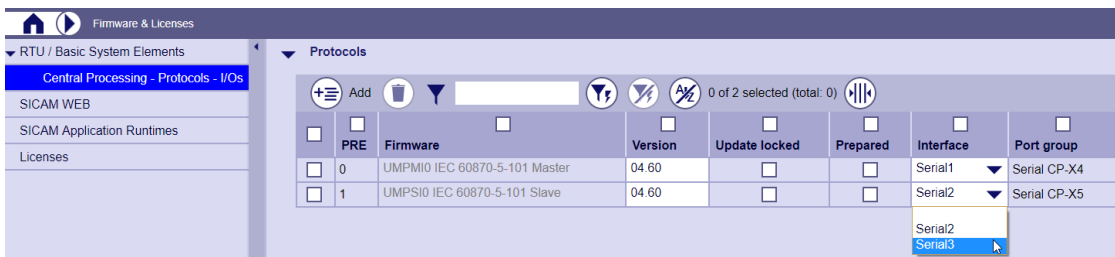 Firmware & Licenses
RTU / Basic System Elements
Central Processing - Protocols - I/Os
SICAM WEB
SICAM Application Runtimes
Licenses
Protocols
Add 0 of 2 selected (total: 0)
PRE Firmware Version Update locked Prepared Interface Port group
0 UMPMI0 IEC 60870-5-101 Master 04.60 Serial1 Serial CP-X4
1 UMPSI0 IEC 60870-5-101 Slave 04.60 Serial2 Serial CP-X5
Serial2
Serial3